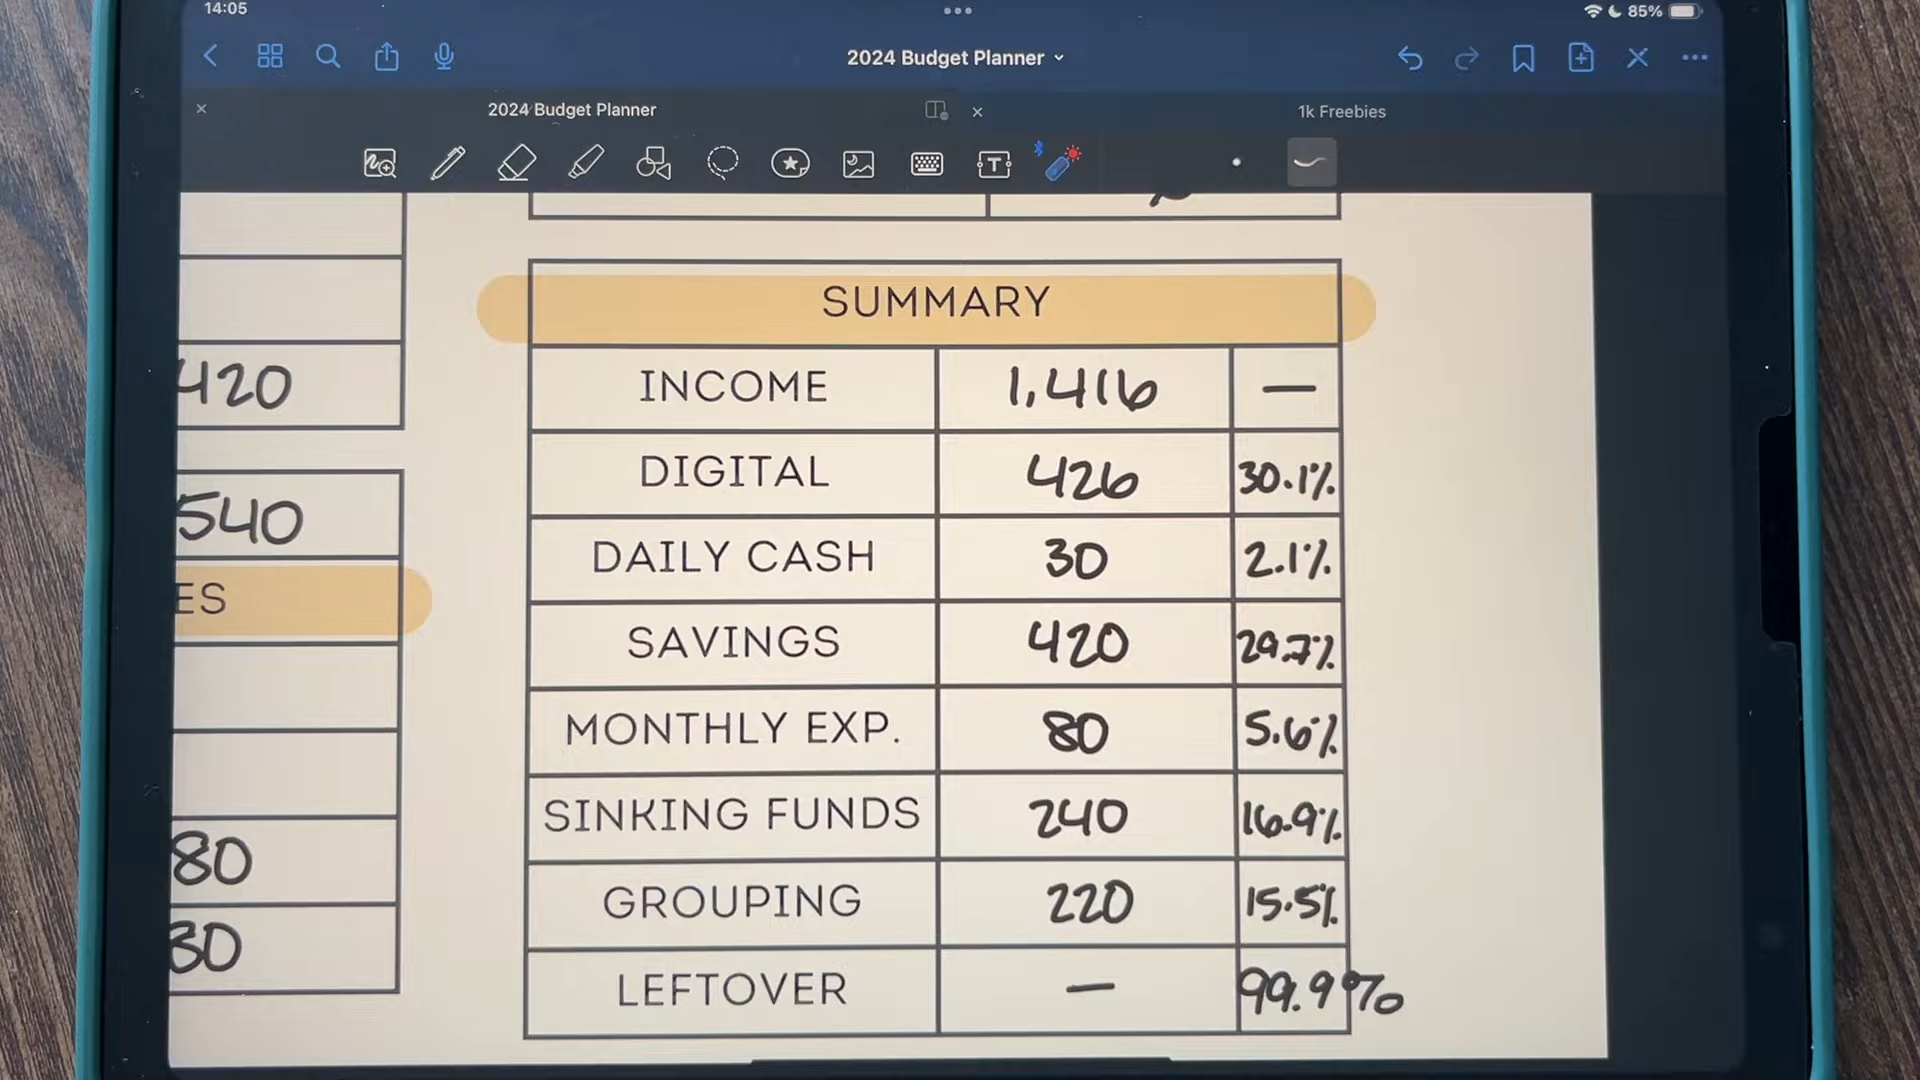 14:05
85%
2024 Budget Planner
2024 Budget Planner
1k Freebies
T
420
540
ES
80
30
SUMMARY
INCOME 1,416 —
DIGITAL 426 30.1%
DAILY CASH 30 2.1%
SAVINGS 420 29.7%
MONTHLY EXP. 80 5.6%
SINKING FUNDS 240 16.9%
GROUPING 220 15.5%
LEFTOVER — 99.9%